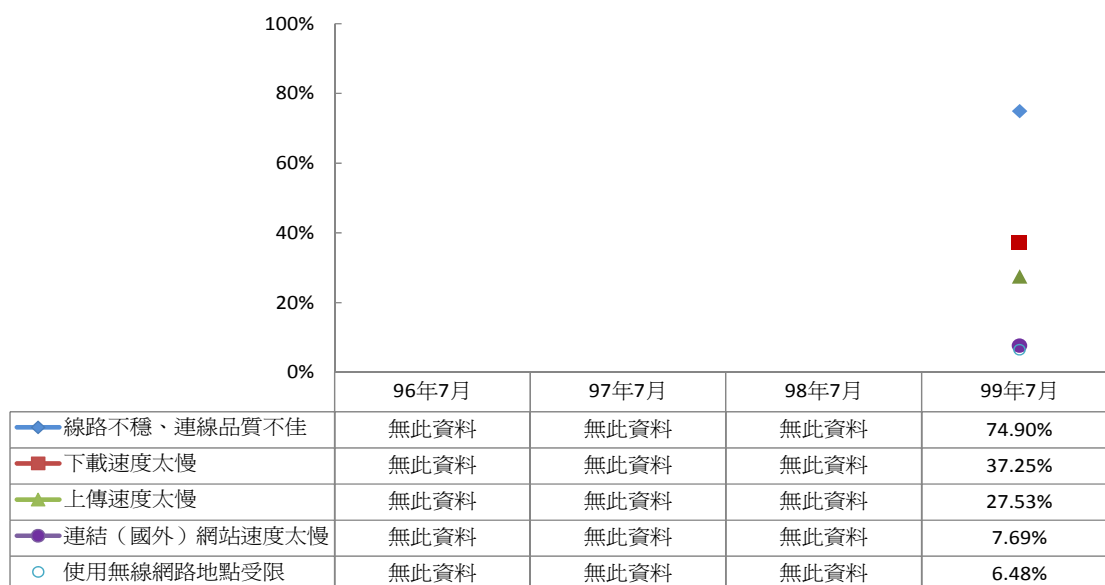 100%
80%
60%
40%
20%
0%
96年7月 97年7月 98年7月 99年7月
線路不穩、連線品質不佳 無此資料 無此資料 無此資料 74.90%
下載速度太慢 無此資料 無此資料 無此資料 37.25%
上傳速度太慢 無此資料 無此資料 無此資料 27.53%
連結（國外）網站速度太慢 無此資料 無此資料 無此資料 7.69%
使用無線網路地點受限 無此資料 無此資料 無此資料 6.48%